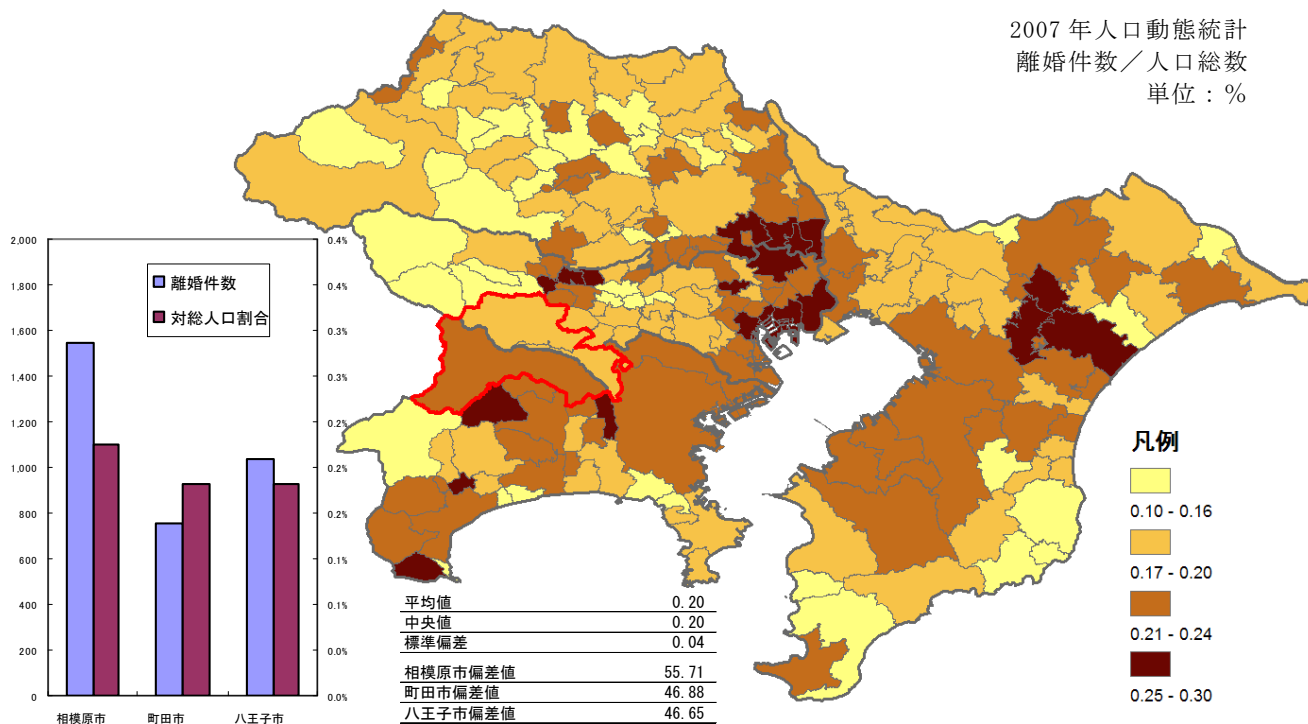 2007年人口動態統計
離婚件数／人口総数
単位：%
2,000
1,800
1,600
1,400
1,200
1,000
800
600
400
200
0
離婚件数
対総人口割合
0.4%
0.4%
0.3%
0.3%
0.2%
0.2%
0.2%
0.1%
0.1%
0.0%
0.0%
相模原市 町田市 八王子市
平均値 0.20
中央値 0.20
標準偏差 0.04
相模原市偏差値 55.71
町田市偏差値 46.88
八王子市偏差値 46.65
凡例
0.10 - 0.16
0.17 - 0.20
0.21 - 0.24
0.25 - 0.30